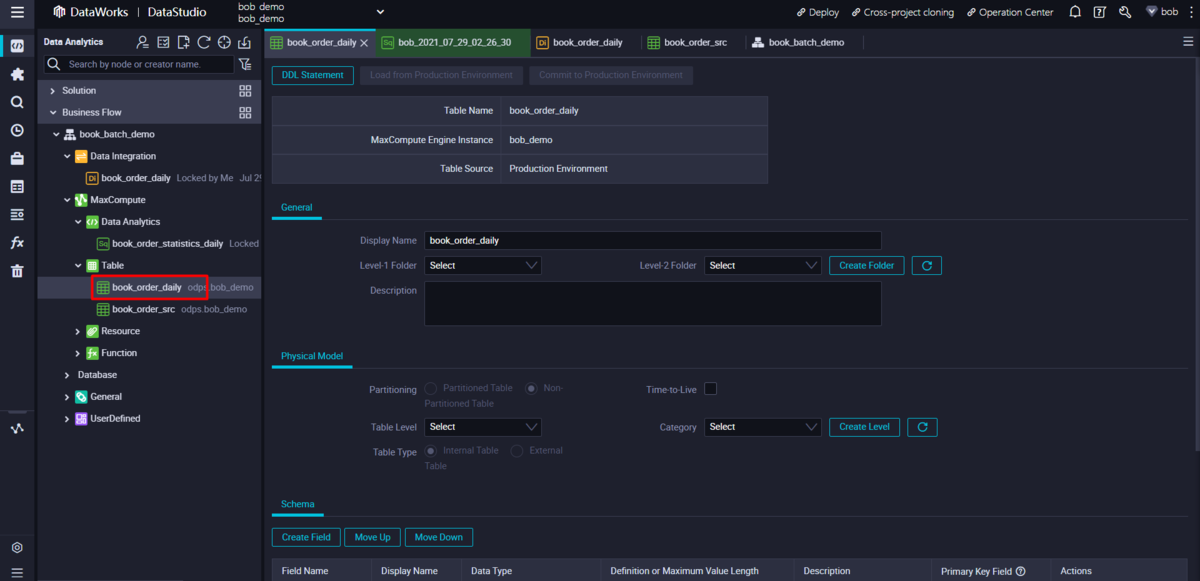 DataWorks | DataStudio
bob_demo
bob_demo
Deploy
Cross-project cloning
Operation Center
bob
Data Analytics
book_order_daily
Sq bob_2021_07_29_02_26_30
Di book_order_daily
book_order_src
book_batch_demo
Search by node or creator name.
Solution
Business Flow
book_batch_demo
Data Integration
Di book_order_daily Locked by Me Jul 29
MaxCompute
Data Analytics
Sq book_order_statistics_daily Locked
Table
book_order_daily odps.bob_demo
book_order_src odps.bob_demo
Resource
fx Function
Database
General
UserDefined
fx
DDL Statement
Load from Production Environment
Commit to Production Environment
Table Name book_order_daily
MaxCompute Engine Instance bob_demo
Table Source Production Environment
General
Display Name book_order_daily
Level-1 Folder Select
Level-2 Folder Select
Create Folder
Description
Physical Model
Partitioning Partitioned Table Non-
Partitioned Table
Time-to-Live
Table Level Select
Category Select
Create Level
Table Type Internal Table External
Table
Schema
Create Field Move Up Move Down
Field Name Display Name Data Type Definition or Maximum Value Length Description Primary Key Field Actions